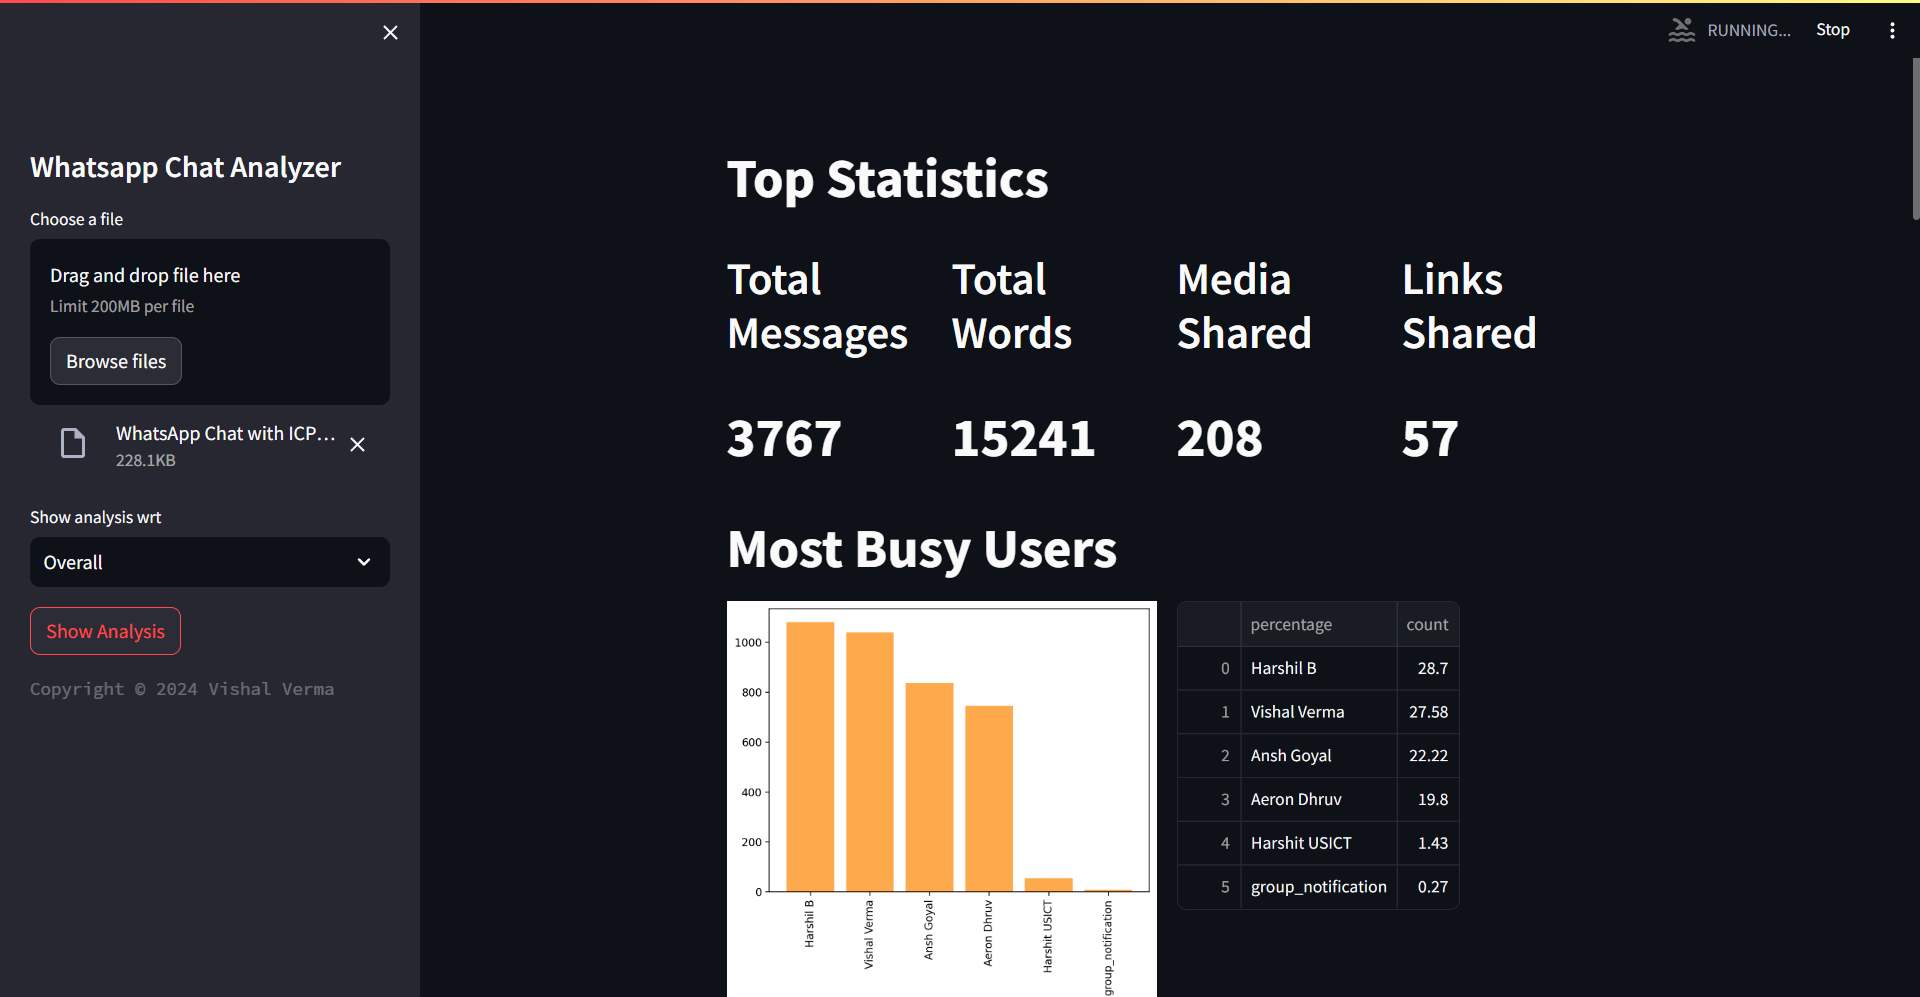 RUNNING...
Stop
Whatsapp Chat Analyzer
Choose a file
Drag and drop file here
Limit 200MB per file
Browse files
WhatsApp Chat with ICP...
228.1KB
Show analysis wrt
Overall
Show Analysis
Copyright © 2024 Vishal Verma
Top Statistics
Total Messages
Total Words
Media Shared
Links Shared
3767
15241
208
57
Most Busy Users
1000
800
600
400
200
0
Harshil B
Vishal Verma
Ansh Goyal
Aeron Dhruv
Harshit USICT
group_notification
percentage count
0 Harshil B 28.7
1 Vishal Verma 27.58
2 Ansh Goyal 22.22
3 Aeron Dhruv 19.8
4 Harshit USICT 1.43
5 group_notification 0.27